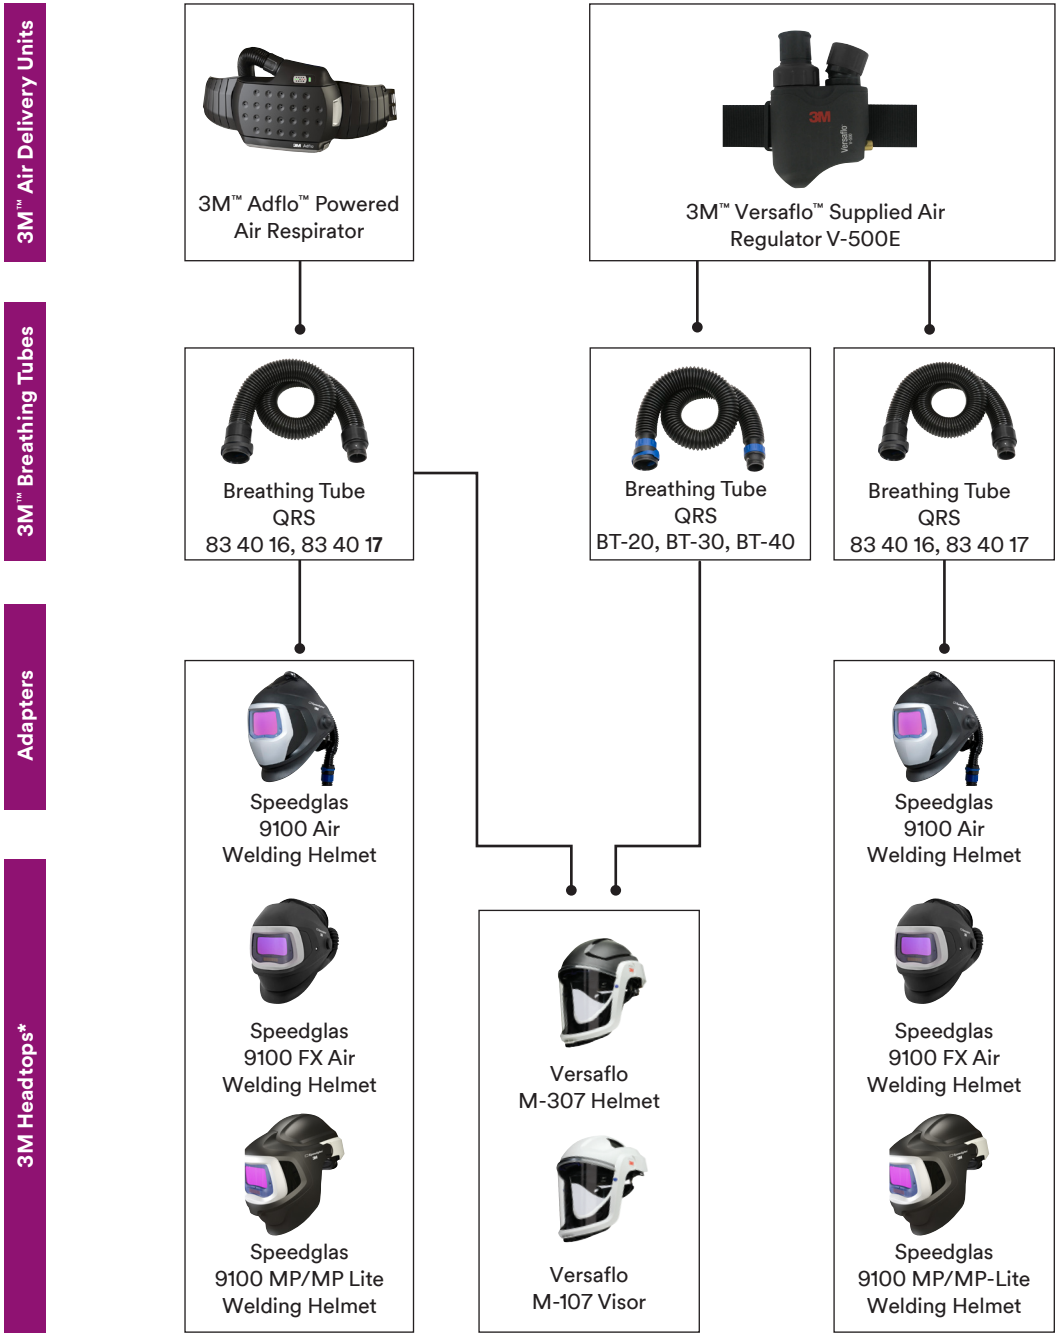 3M™ Air Delivery Units
3M Adflo
3M™ Adflo™ Powered
Air Respirator
3M
Versaflo
3M™ Versaflo™ Supplied Air
Regulator V-500E
3M™ Breathing Tubes
Breathing Tube
QRS
83 40 16, 83 40 17
Breathing Tube
QRS
BT-20, BT-30, BT-40
Breathing Tube
QRS
83 40 16, 83 40 17
Adapters
3M Headtops*
Speedglas
9100 Air
Welding Helmet
Speedglas
9100 FX Air
Welding Helmet
Speedglas
9100 MP/MP Lite
Welding Helmet
Versaflo
M-307 Helmet
Versaflo
M-107 Visor
Speedglas
9100 Air
Welding Helmet
Speedglas
9100 FX Air
Welding Helmet
Speedglas
9100 MP/MP-Lite
Welding Helmet